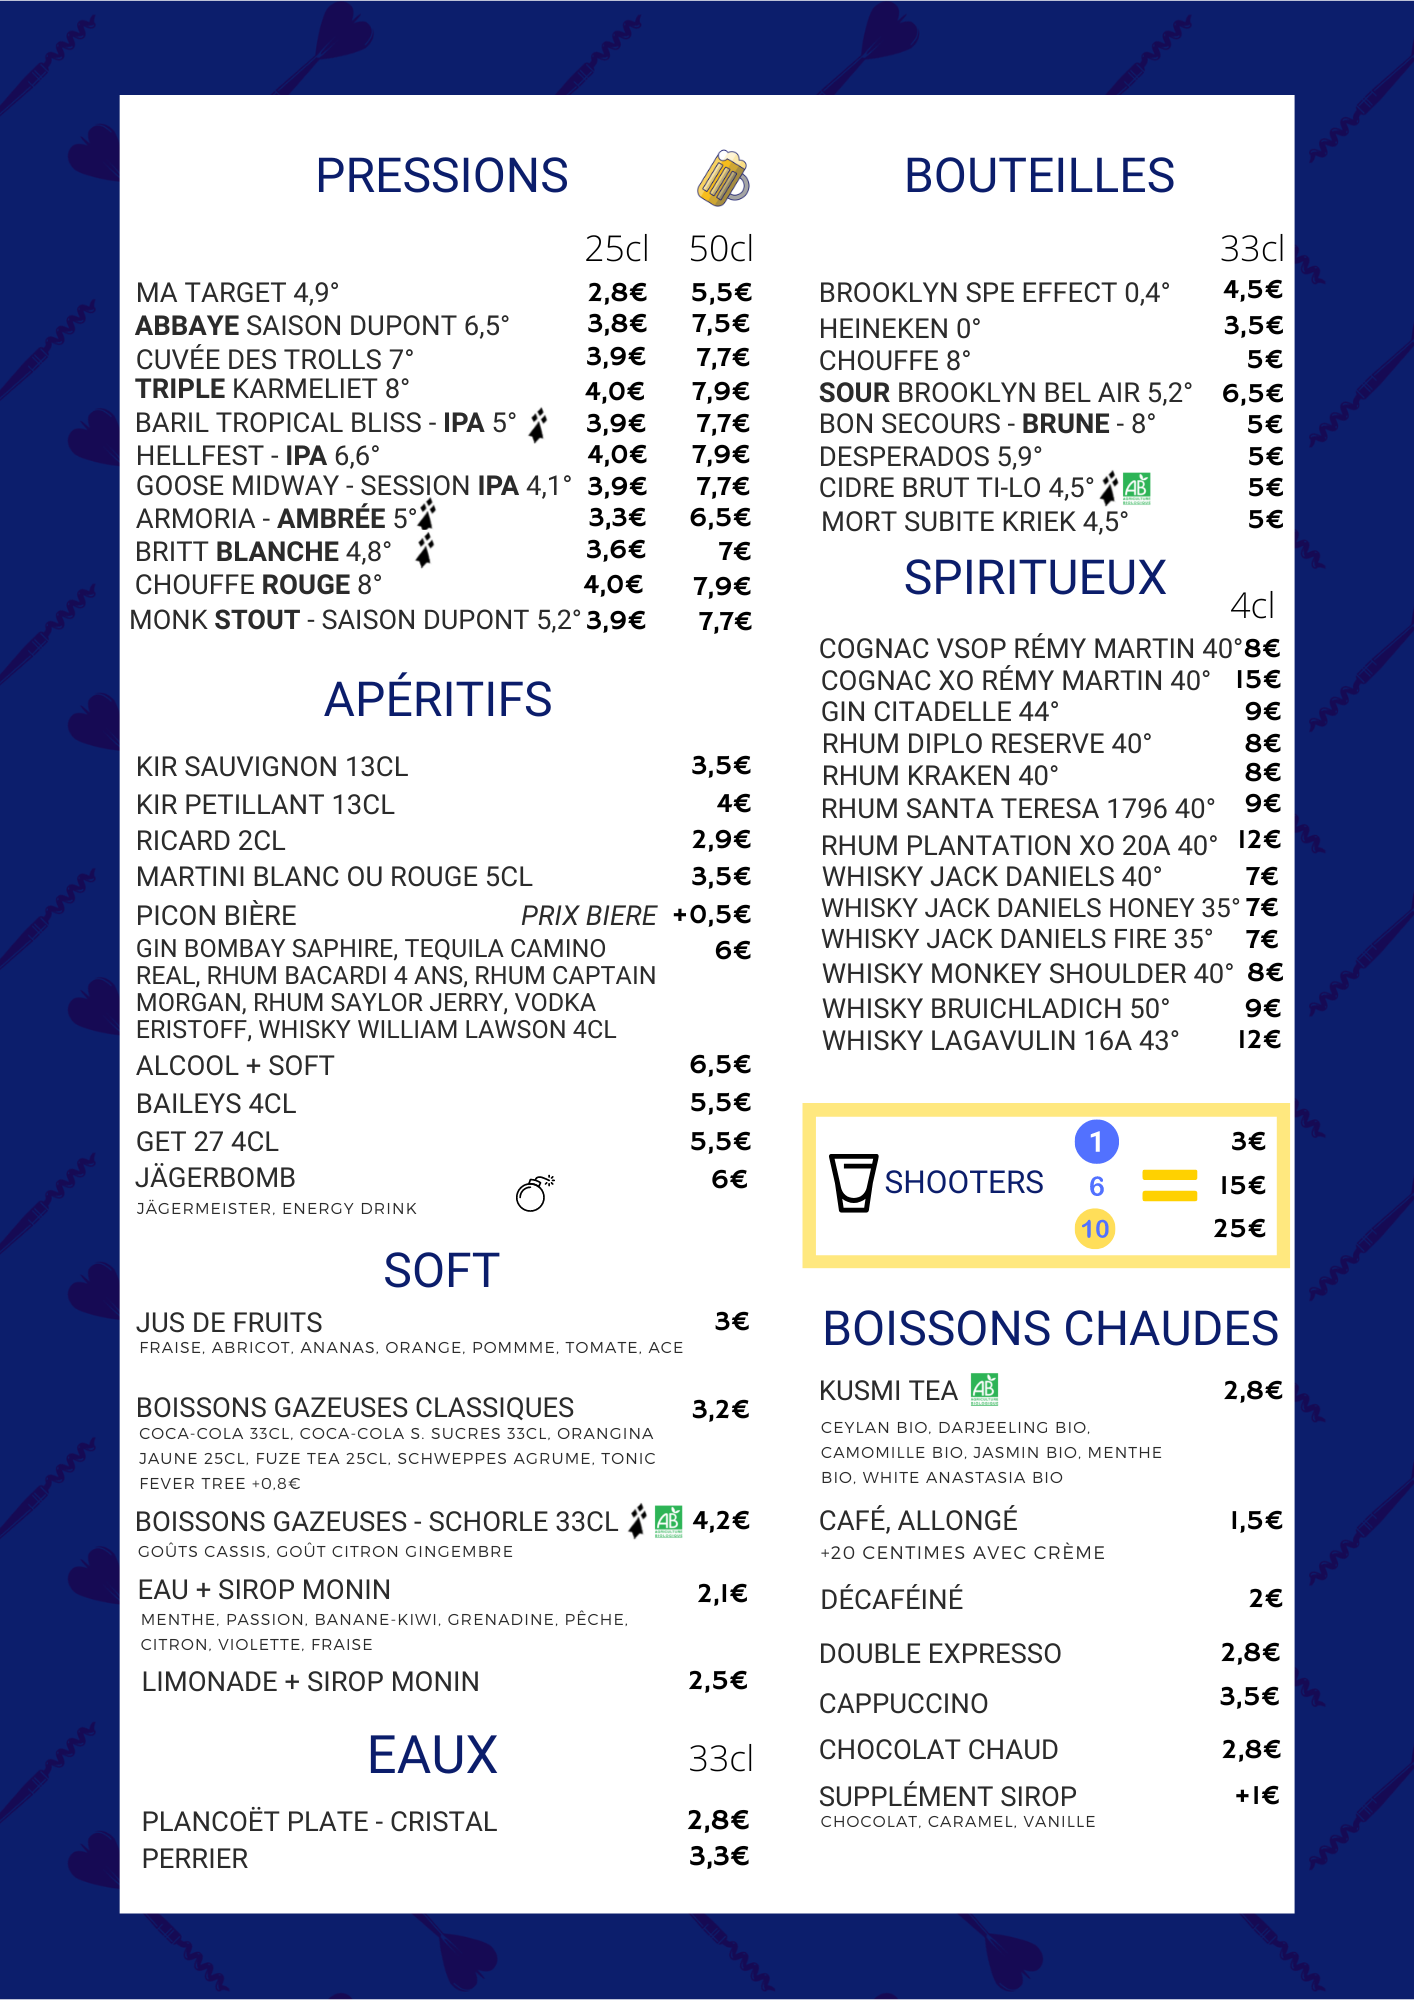 PRESSIONS
25cl 50cl
MA TARGET 4,9° 2,8€ 5,5€
ABBAYE SAISON DUPONT 6,5° 3,8€ 7,5€
CUVÉE DES TROLLS 7° 3,9€ 7,7€
TRIPLE KARMELIET 8° 4,0€ 7,9€
BARIL TROPICAL BLISS - IPA 5° 3,9€ 7,7€
HELLFEST - IPA 6,6° 4,0€ 7,9€
GOOSE MIDWAY - SESSION IPA 4,1° 3,9€ 7,7€
ARMORIA - AMBRÉE 5° 3,3€ 6,5€
BRITT BLANCHE 4,8° 3,6€ 7€
CHOUFFE ROUGE 8° 4,0€ 7,9€
MONK STOUT - SAISON DUPONT 5,2° 3,9€ 7,7€
APÉRITIFS
KIR SAUVIGNON 13CL 3,5€
KIR PETILLANT 13CL 4€
RICARD 2CL 2,9€
MARTINI BLANC OU ROUGE 5CL 3,5€
PICON BIÈRE PRIX BIERE +0,5€
GIN BOMBAY SAPHIRE, TEQUILA CAMINO 6€
REAL, RHUM BACARDI 4 ANS, RHUM CAPTAIN
MORGAN, RHUM SAYLOR JERRY, VODKA
ERISTOFF, WHISKY WILLIAM LAWSON 4CL
ALCOOL + SOFT 6,5€
BAILEYS 4CL 5,5€
GET 27 4CL 5,5€
JÄGERBOMB 6€
JÄGERMEISTER, ENERGY DRINK
SOFT
JUS DE FRUITS 3€
FRAISE, ABRICOT, ANANAS, ORANGE, POMMME, TOMATE, ACE
BOISSONS GAZEUSES CLASSIQUES 3,2€
COCA-COLA 33CL, COCA-COLA S. SUCRES 33CL, ORANGINA
JAUNE 25CL, FUZE TEA 25CL, SCHWEPPES AGRUME, TONIC
FEVER TREE +0,8€
BOISSONS GAZEUSES - SCHORLE 33CL AB 4,2€
GOÛTS CASSIS, GOÛT CITRON GINGEMBRE
EAU + SIROP MONIN 2,1€
MENTHE, PASSION, BANANE-KIWI, GRENADINE, PÊCHE,
CITRON, VIOLETTE, FRAISE
LIMONADE + SIROP MONIN 2,5€
EAUX 33cl
PLANCOËT PLATE - CRISTAL 2,8€
PERRIER 3,3€
BOUTEILLES
33cl
BROOKLYN SPE EFFECT 0,4° 4,5€
HEINEKEN 0° 3,5€
CHOUFFE 8° 5€
SOUR BROOKLYN BEL AIR 5,2° 6,5€
BON SECOURS - BRUNE - 8° 5€
DESPERADOS 5,9° 5€
CIDRE BRUT TI-LO 4,5° AB 5€
MORT SUBITE KRIEK 4,5° 5€
SPIRITUEUX
4cl
COGNAC VSOP RÉMY MARTIN 40° 8€
COGNAC XO RÉMY MARTIN 40° 15€
GIN CITADELLE 44° 9€
RHUM DIPLO RESERVE 40° 8€
RHUM KRAKEN 40° 8€
RHUM SANTA TERESA 1796 40° 9€
RHUM PLANTATION XO 20A 40° 12€
WHISKY JACK DANIELS 40° 7€
WHISKY JACK DANIELS HONEY 35° 7€
WHISKY JACK DANIELS FIRE 35° 7€
WHISKY MONKEY SHOULDER 40° 8€
WHISKY BRUICHLADICH 50° 9€
WHISKY LAGAVULIN 16A 43° 12€
1 3€
SHOOTERS 6 = 15€
10 25€
BOISSONS CHAUDES
KUSMI TEA AB 2,8€
CEYLAN BIO, DARJEELING BIO,
CAMOMILLE BIO, JASMIN BIO, MENTHE
BIO, WHITE ANASTASIA BIO
CAFÉ, ALLONGÉ 1,5€
+20 CENTIMES AVEC CRÈME
DÉCAFÉINÉ 2€
DOUBLE EXPRESSO 2,8€
CAPPUCCINO 3,5€
CHOCOLAT CHAUD 2,8€
SUPPLÉMENT SIROP +1€
CHOCOLAT, CARAMEL, VANILLE